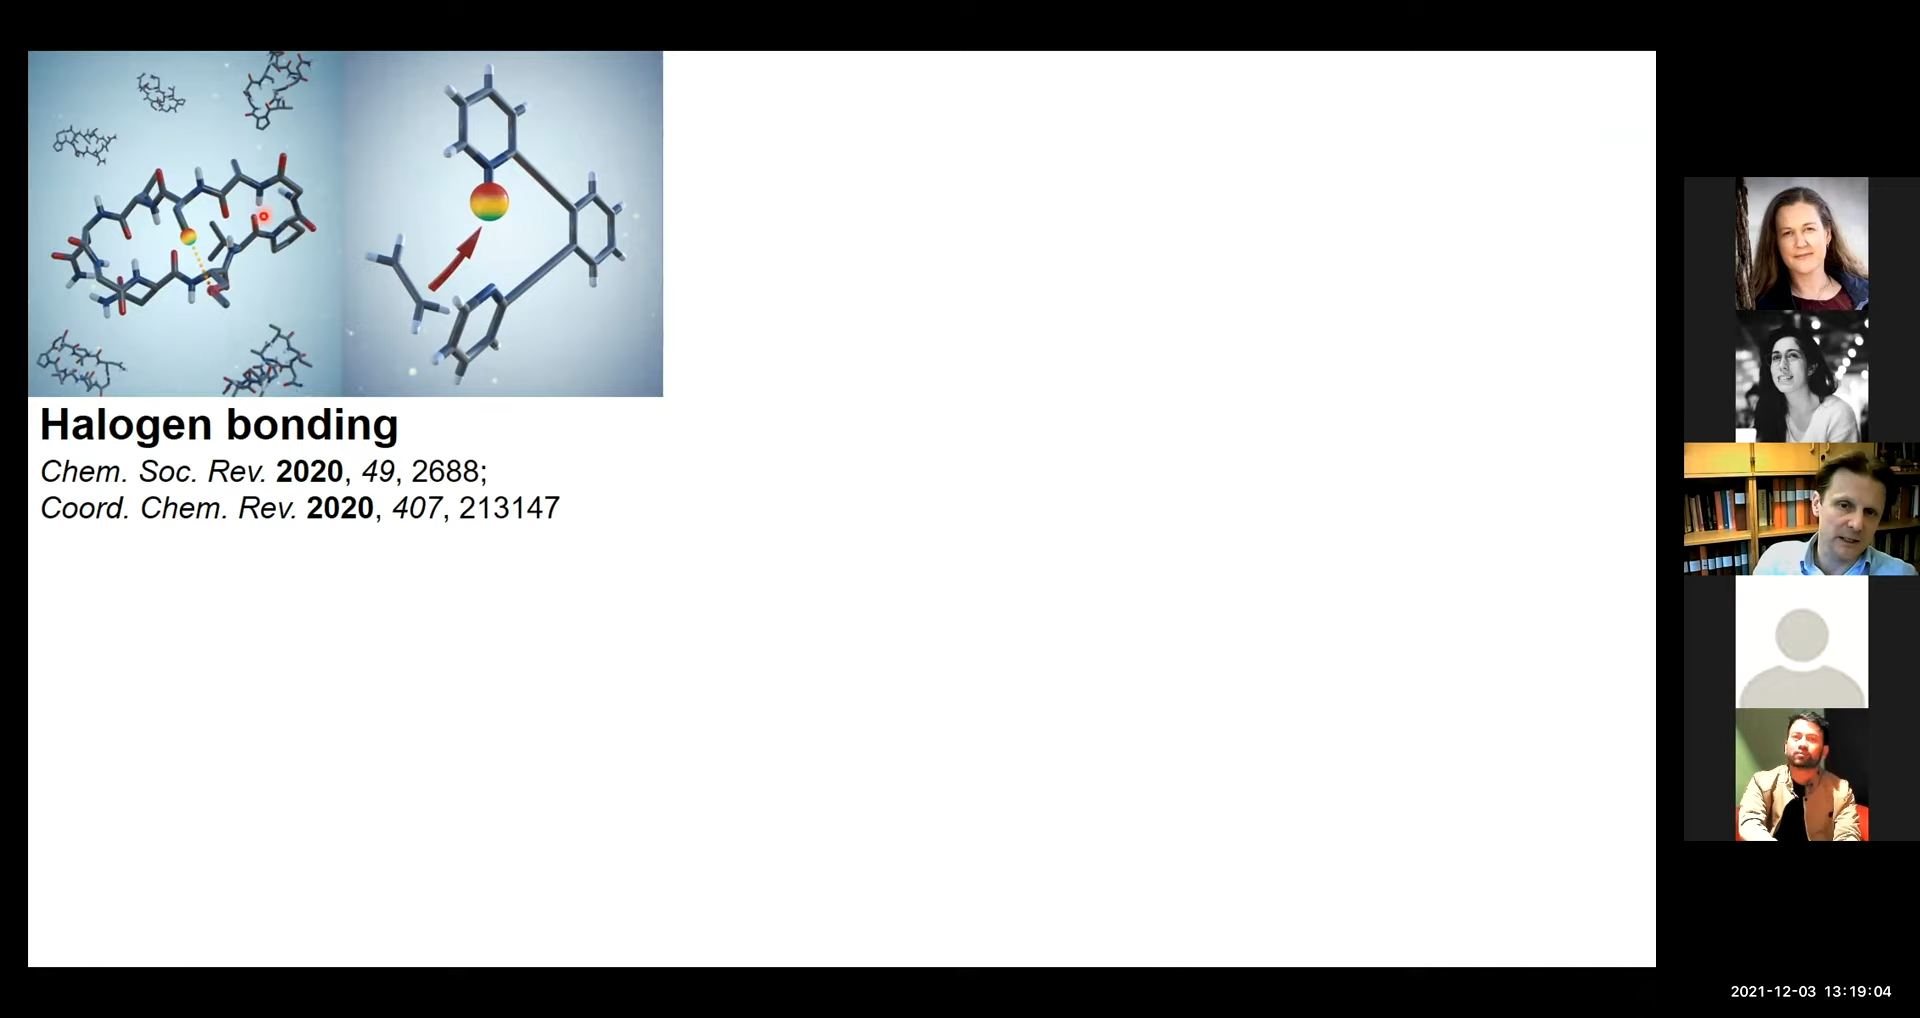 Halogen bonding
Chem. Soc. Rev. 2020, 49, 2688;
Coord. Chem. Rev. 2020, 407, 213147
2021-12-03 13:19:04